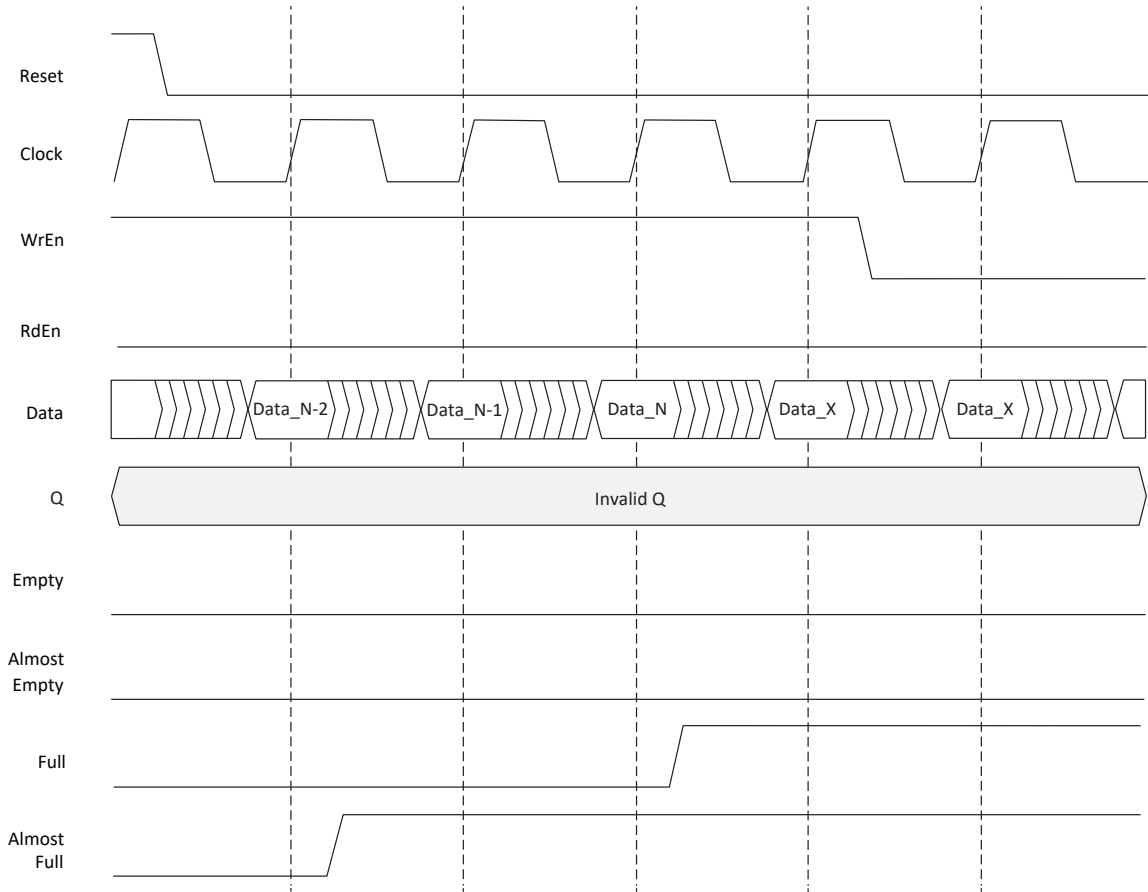 Reset
Clock
WrEn
RdEn
Data
Data_N-2
Data_N-1
Data_N
Data_X
Data_X
Q
Invalid Q
Empty
Almost
Empty
Full
Almost
Full